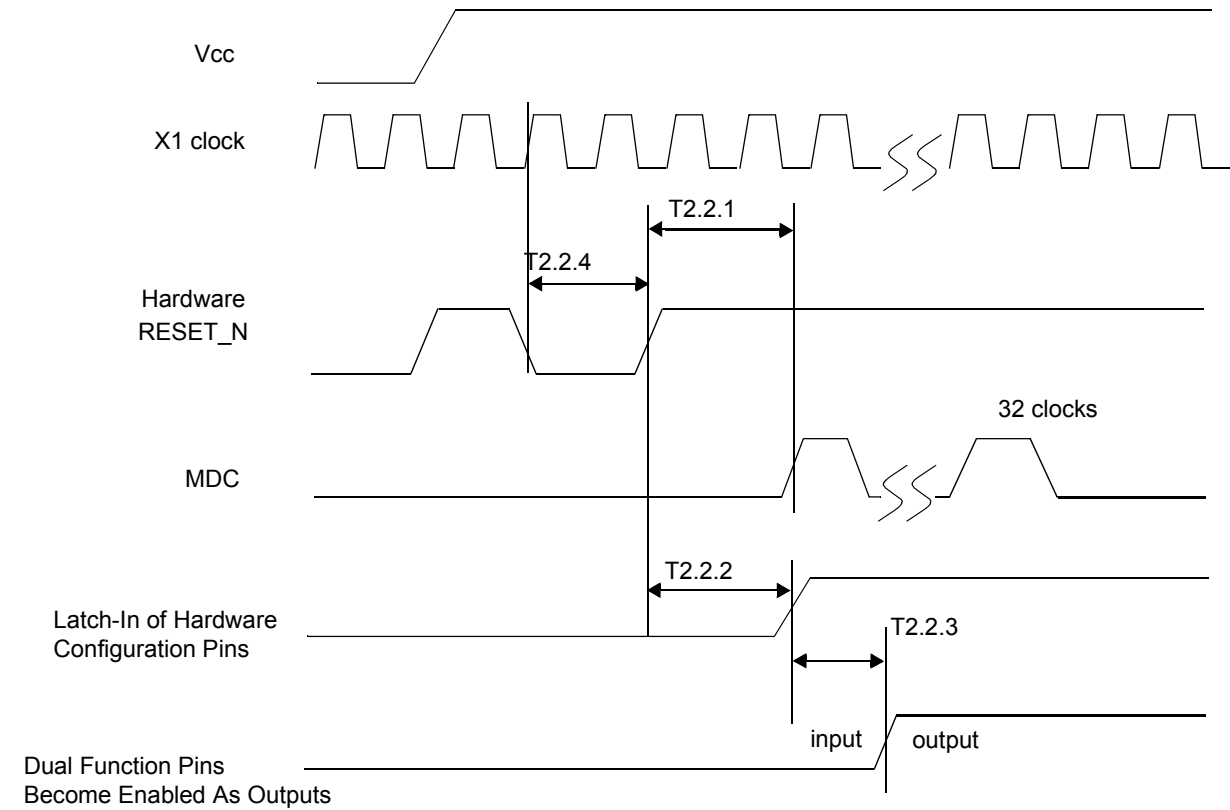 Vcc
X1 clock
T2.2.1
T2.2.4
Hardware
RESET_N
32 clocks
MDC
T2.2.2
Latch-In of Hardware
Configuration Pins
T2.2.3
input
output
Dual Function Pins
Become Enabled As Outputs